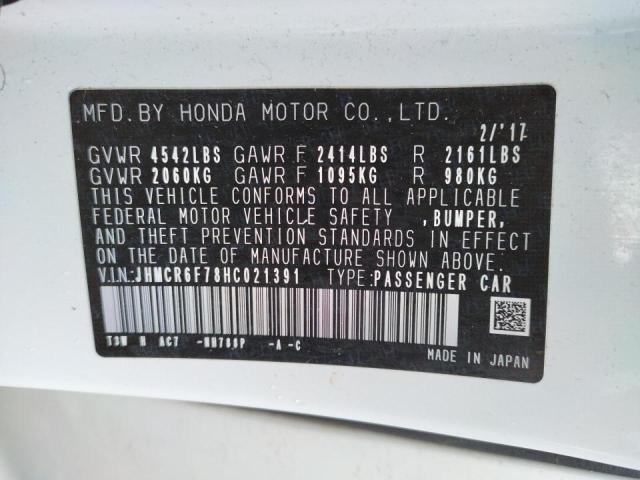 MFD.BY HONDA MOTOR CO.,LTD. 2/'17
GVWR 4542LBS GAWR F 2414LBS R 2161LBS
GVWR 2060KG GAWR F 1095KG R 980KG
THIS VEHICLE CONFORMS TO ALL APPLICABLE
FEDERAL MOTOR VEHICLE SAFETY ,BUMPER,
AND THEFT PREVENTION STANDARDS IN EFFECT
ON THE DATE OF MANUFACTURE SHOWN ABOVE.
V.I.N:JHMCR6F78HC021391 TYPE:PASSENGER CAR
T3W H AC7 -NH788P -A -C
MADE IN JAPAN